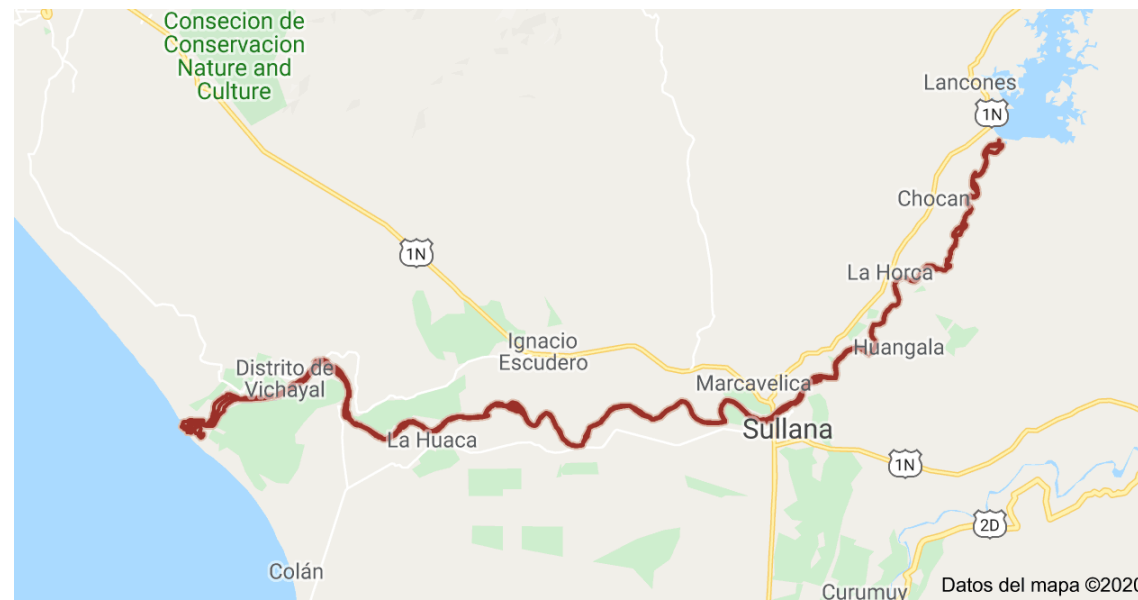 Consecion de
Conservacion
Nature and
Culture
Lancones
1N
Chocan
1N
La Horca
Ignacio
Escudero
Huangala
Distrito de
Vichayal
Marcavelica
La Huaca
Sullana
1N
2D
Colán
Curumuy
Datos del mapa ©2020